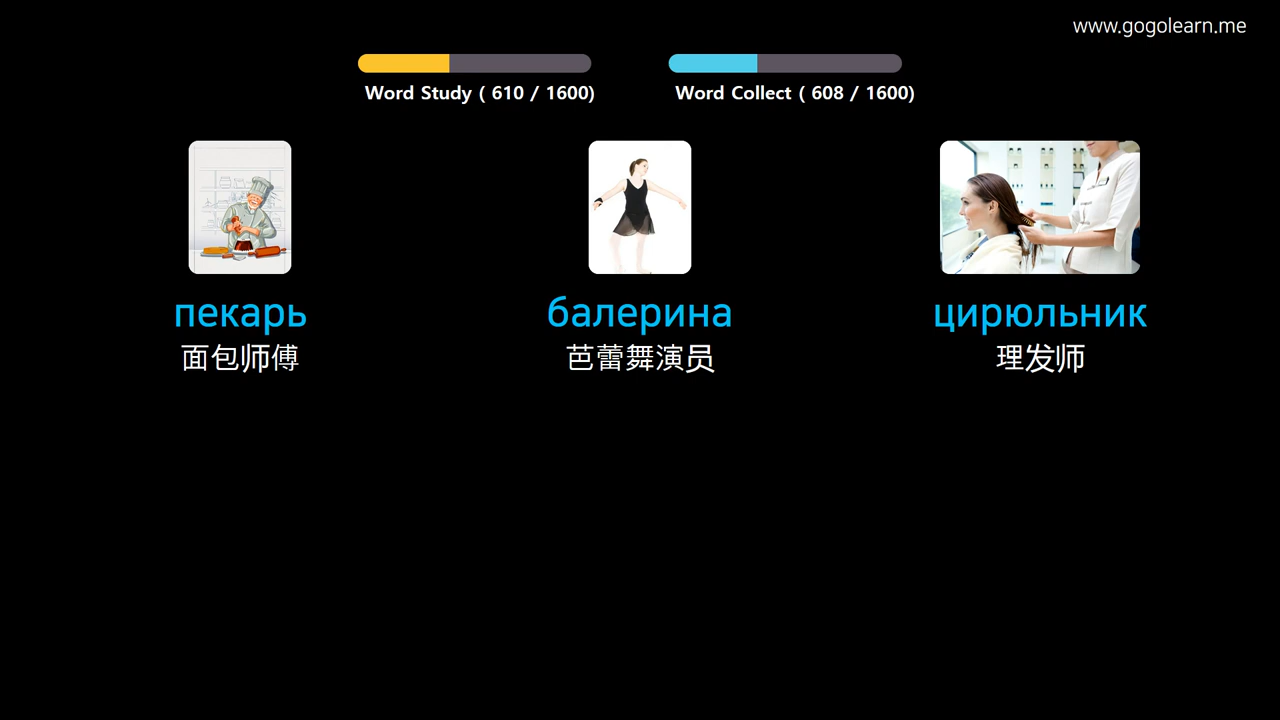 www.gogolearn.me
Word Study ( 610 / 1600)
Word Collect ( 608 / 1600)
пекарь
面包师傅
балерина
芭蕾舞演员
цирюльник
理发师